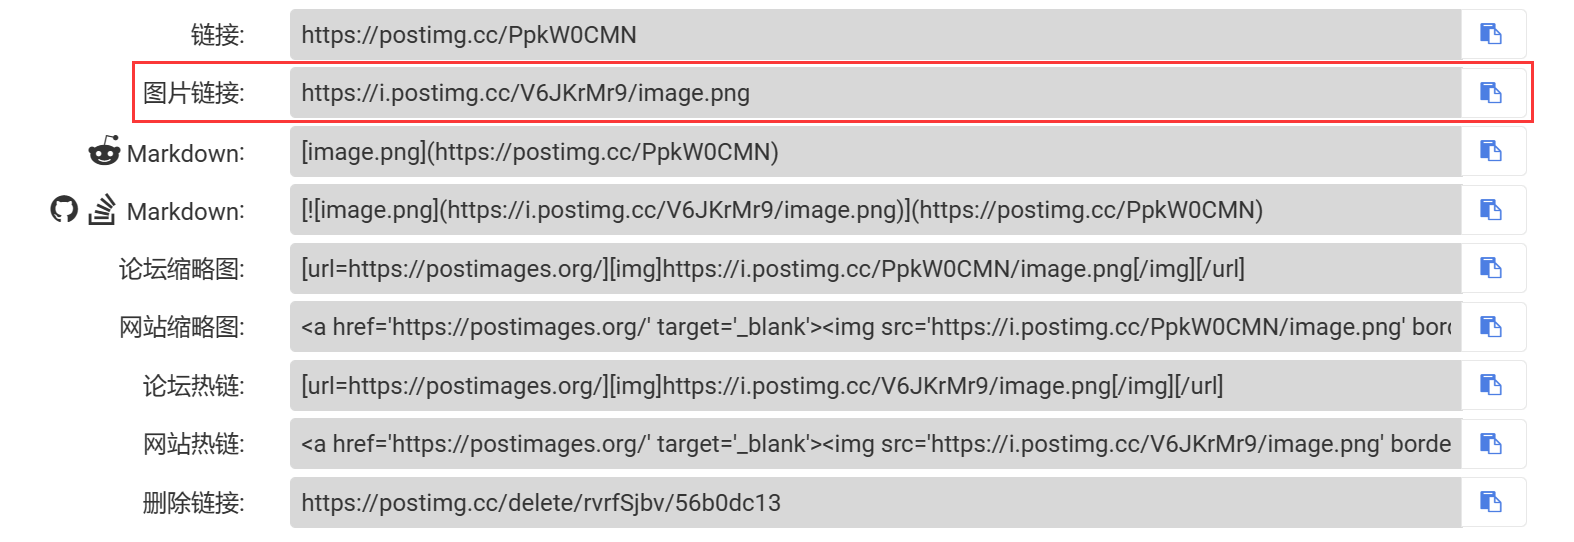 链接: https://postimg.cc/PpkW0CMN
图片链接: https://i.postimg.cc/V6JKrMr9/image.png
Markdown: [image.png](https://postimg.cc/PpkW0CMN)
Markdown: [![image.png](https://i.postimg.cc/V6JKrMr9/image.png)](https://postimg.cc/PpkW0CMN)
论坛缩略图: [url=https://postimages.org/][img]https://i.postimg.cc/PpkW0CMN/image.png[/img][/url]
网站缩略图: <a href='https://postimages.org/' target='_blank'><img src='https://i.postimg.cc/PpkW0CMN/image.png' bord
论坛热链: [url=https://postimages.org/][img]https://i.postimg.cc/V6JKrMr9/image.png[/img][/url]
网站热链: <a href='https://postimages.org/' target='_blank'><img src='https://i.postimg.cc/V6JKrMr9/image.png' borde
删除链接: https://postimg.cc/delete/rvrfSjbv/56b0dc13